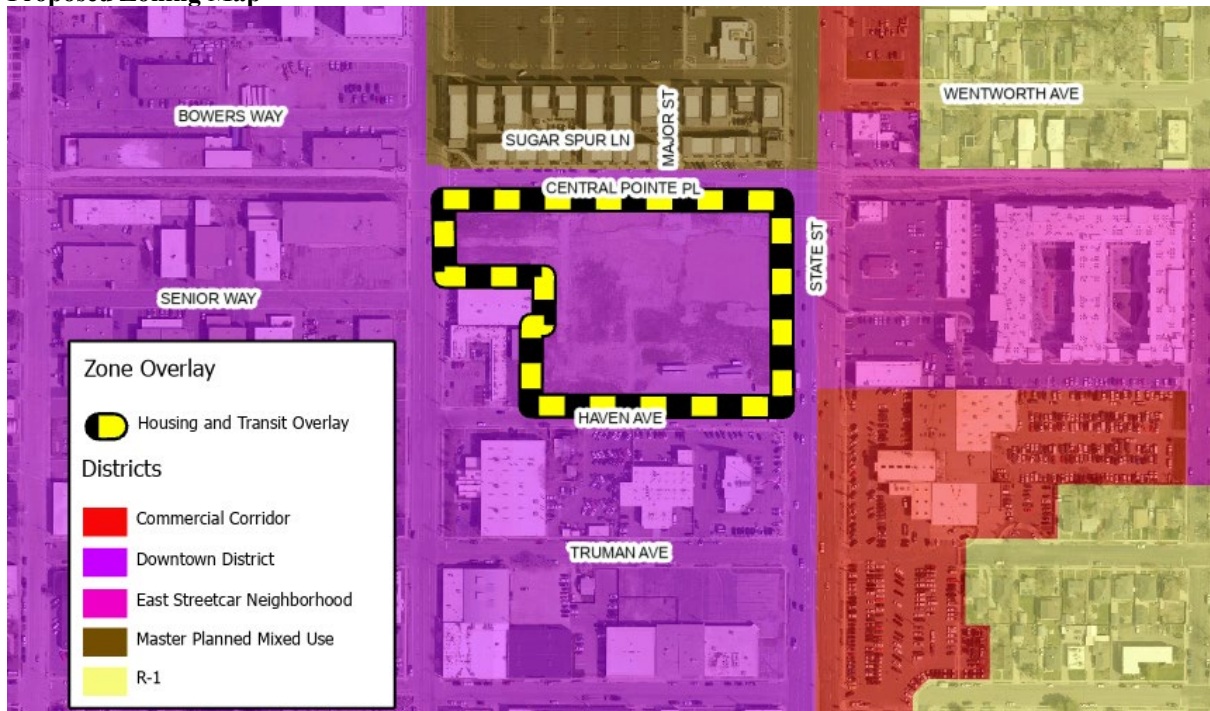 Proposed Zoning Map
WENTWORTH AVE
BOWERS WAY
MAJOR ST
SUGAR SPUR LN
CENTRAL POINTE PL
STATE ST
SENIOR WAY
Zone Overlay
Housing and Transit Overlay
HAVEN AVE
Districts
Commercial Corridor
Downtown District
TRUMAN AVE
East Streetcar Neighborhood
Master Planned Mixed Use
R-1